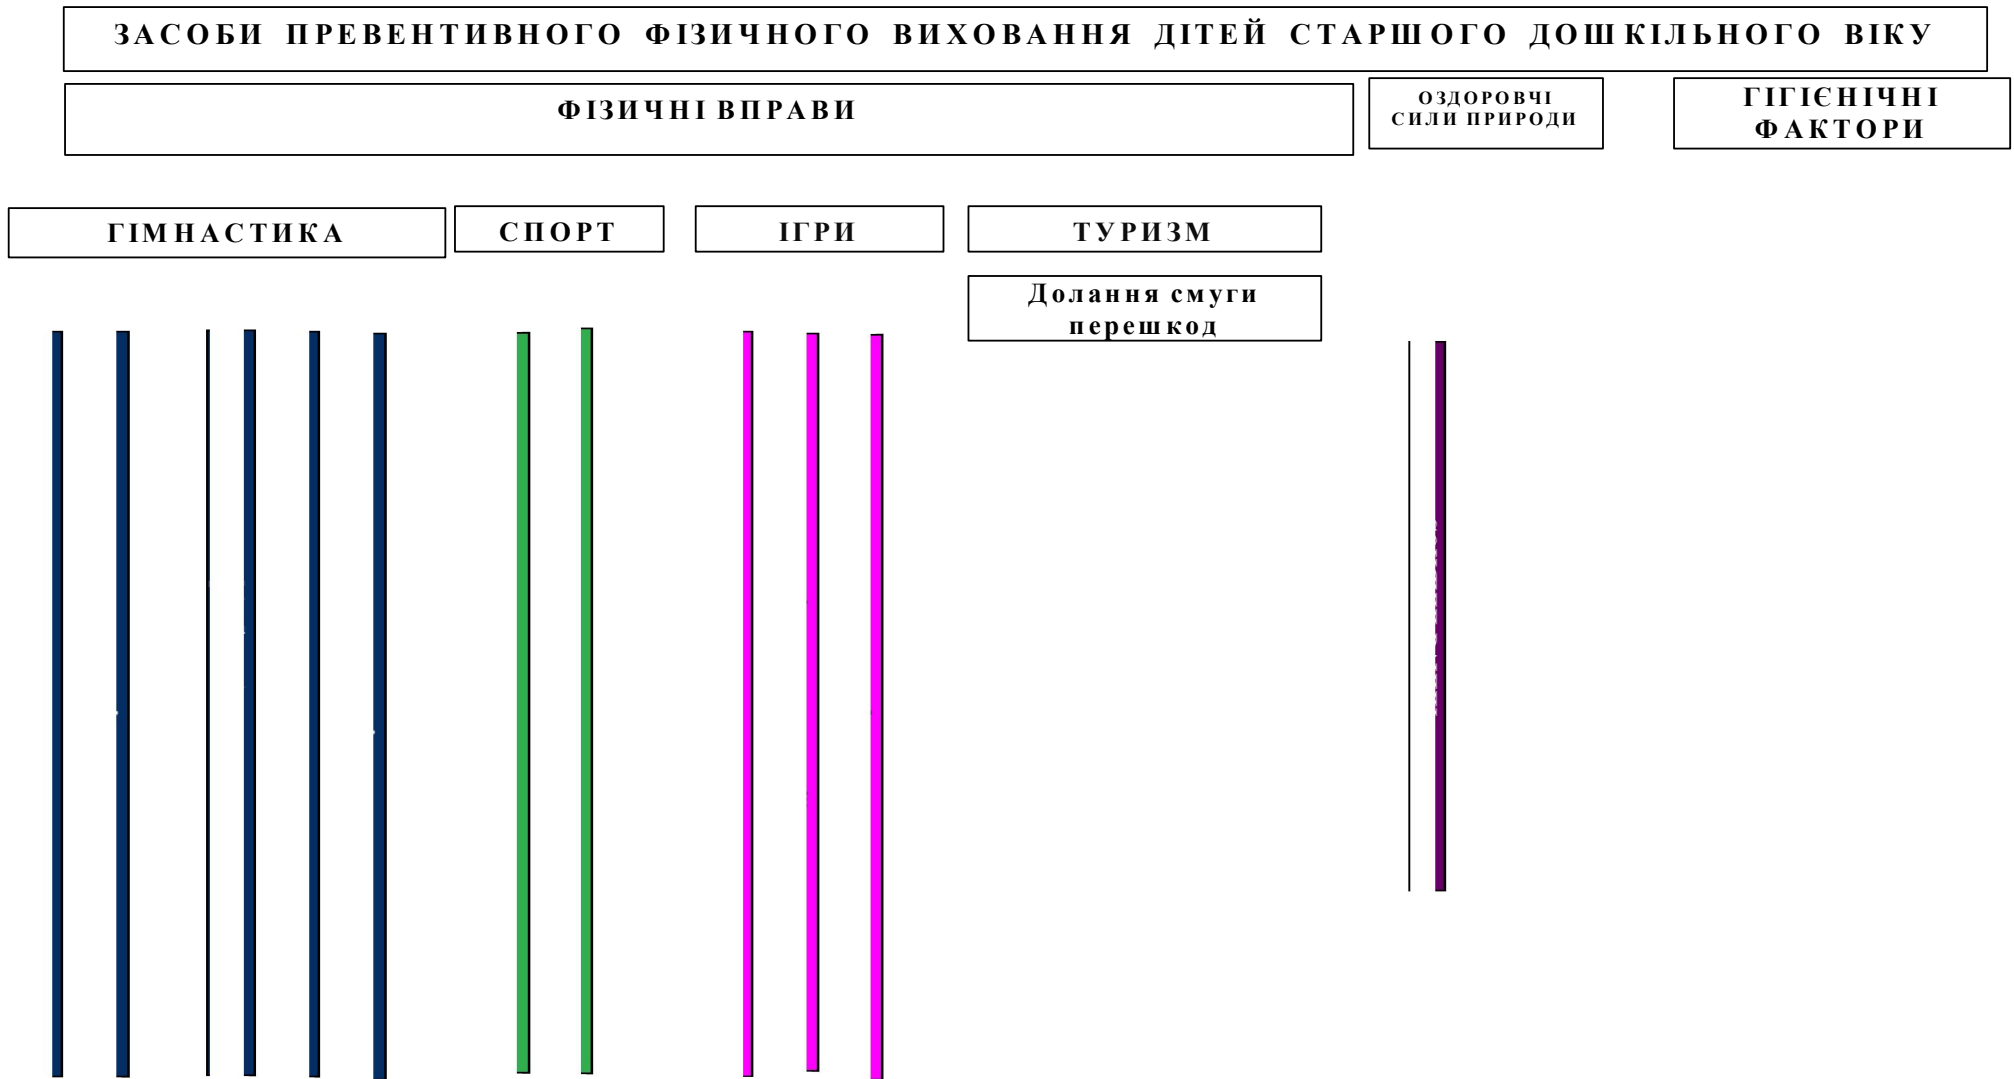 ЗАСОБИ ПРЕВЕНТИВНОГО ФІЗИЧНОГО ВИХОВАННЯ ДІТЕЙ СТАРШОГО ДОШКІЛЬНОГО ВІКУ
ФІЗИЧНІ ВПРАВИ
ОЗДОРОВЧІ
СИЛИ ПРИРОДИ
ГІГІЄНІЧНІ
ФАКТОРИ
ГІМНАСТИКА
СПОРТ
ІГРИ
ТУРИЗМ
Долання смуги
перешкод